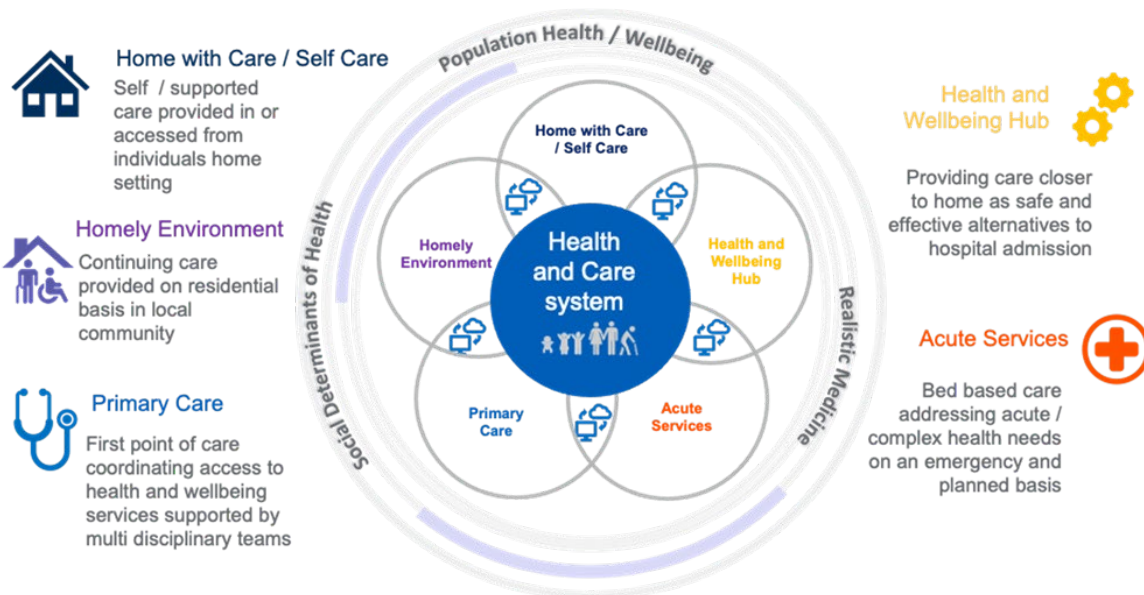 Home with Care / Self Care
Self / supported
care provided in or
accessed from
individuals home
setting
Homely Environment
Continuing care
provided on residential
basis in local
community
Primary Care
First point of care
coordinating access to
health and wellbeing
services supported by
multi disciplinary teams
Population Health / Wellbeing
Social Determinants of Health
Realistic Medicine
Home with Care
/ Self Care
Homely
Environment
Health and
Wellbeing
Hub
Health
and Care
system
Primary
Care
Acute
Services
Health and
Wellbeing Hub
Providing care closer
to home as safe and
effective alternatives to
hospital admission
Acute Services
Bed based care
addressing acute /
complex health needs
on an emergency and
planned basis